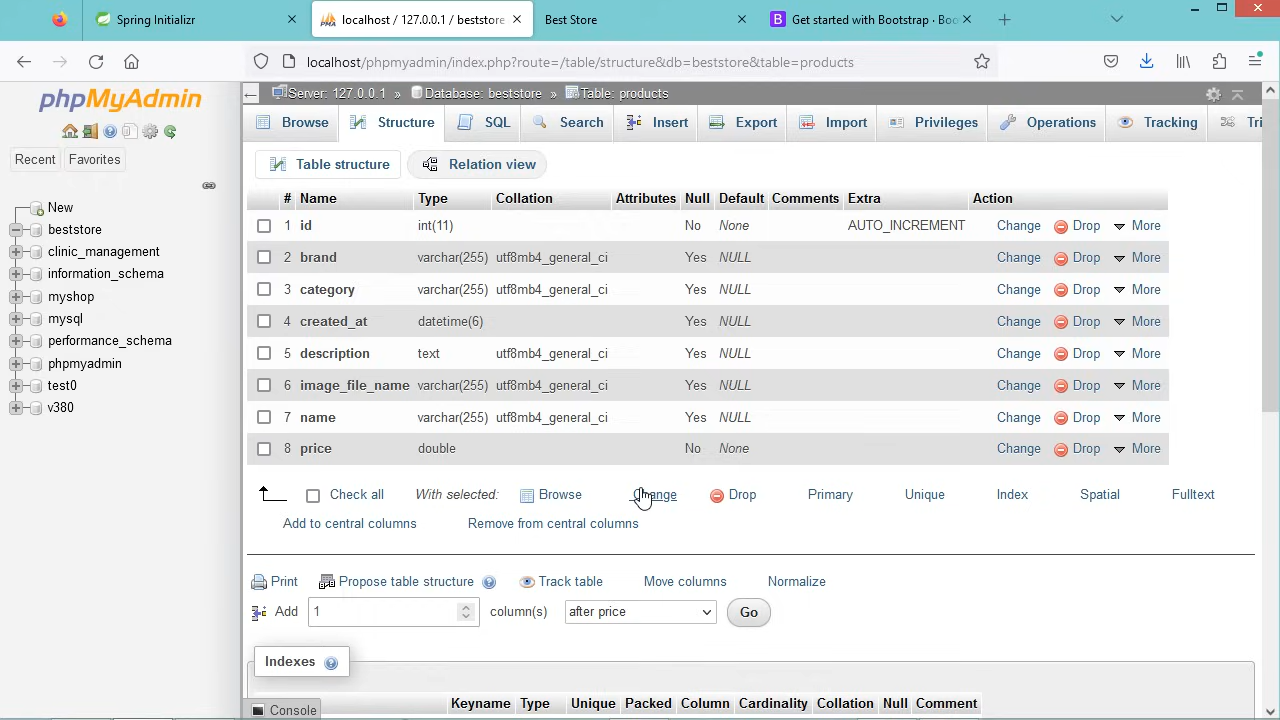 Spring Initializr
localhost / 127.0.0.1 / beststore
Best Store
Get started with Bootstrap · Boo
localhost/phpmyadmin/index.php?route=/table/structure&db=beststore&table=products
phpMyAdmin
Recent
Favorites
New
beststore
clinic_management
information_schema
myshop
mysql
performance_schema
phpmyadmin
test0
v380
Server: 127.0.0.1 » Database: beststore » Table: products
Browse Structure SQL Search Insert Export Import Privileges Operations Tracking Tri
Table structure Relation view
# Name Type Collation Attributes Null Default Comments Extra Action
1 id int(11) No None AUTO_INCREMENT Change Drop More
2 brand varchar(255) utf8mb4_general_ci Yes NULL Change Drop More
3 category varchar(255) utf8mb4_general_ci Yes NULL Change Drop More
4 created_at datetime(6) Yes NULL Change Drop More
5 description text utf8mb4_general_ci Yes NULL Change Drop More
6 image_file_name varchar(255) utf8mb4_general_ci Yes NULL Change Drop More
7 name varchar(255) utf8mb4_general_ci Yes NULL Change Drop More
8 price double No None Change Drop More
Check all With selected: Browse Change Drop Primary Unique Index Spatial Fulltext
Add to central columns Remove from central columns
Print Propose table structure Track table Move columns Normalize
Add 1 column(s) after price Go
Indexes
Keyname Type Unique Packed Column Cardinality Collation Null Comment
Console